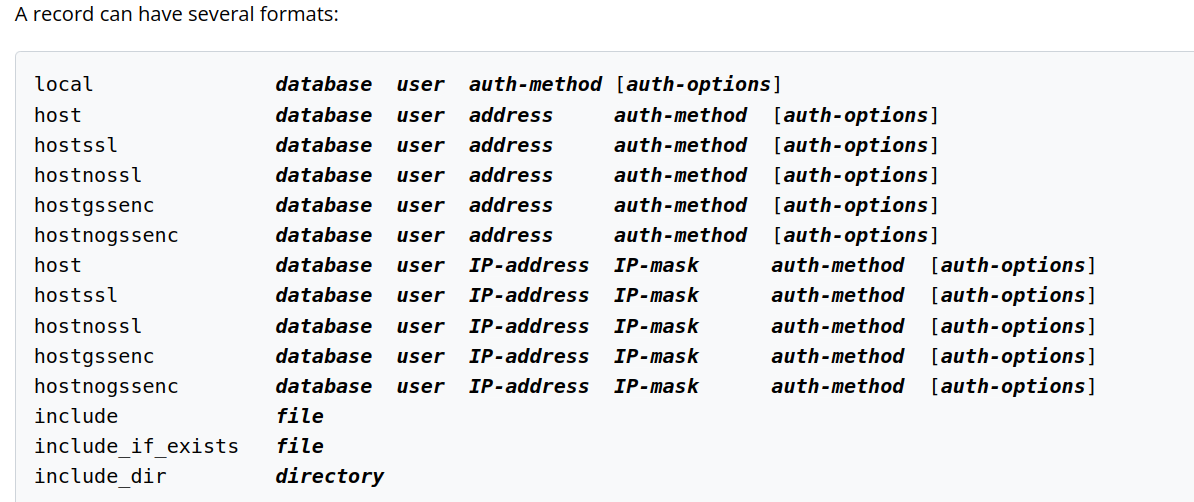 A record can have several formats:
local database user auth-method [auth-options]
host database user address auth-method [auth-options]
hostssl database user address auth-method [auth-options]
hostnossl database user address auth-method [auth-options]
hostgssenc database user address auth-method [auth-options]
hostnogssenc database user address auth-method [auth-options]
host database user IP-address IP-mask auth-method [auth-options]
hostssl database user IP-address IP-mask auth-method [auth-options]
hostnossl database user IP-address IP-mask auth-method [auth-options]
hostgssenc database user IP-address IP-mask auth-method [auth-options]
hostnogssenc database user IP-address IP-mask auth-method [auth-options]
include file
include_if_exists file
include_dir directory